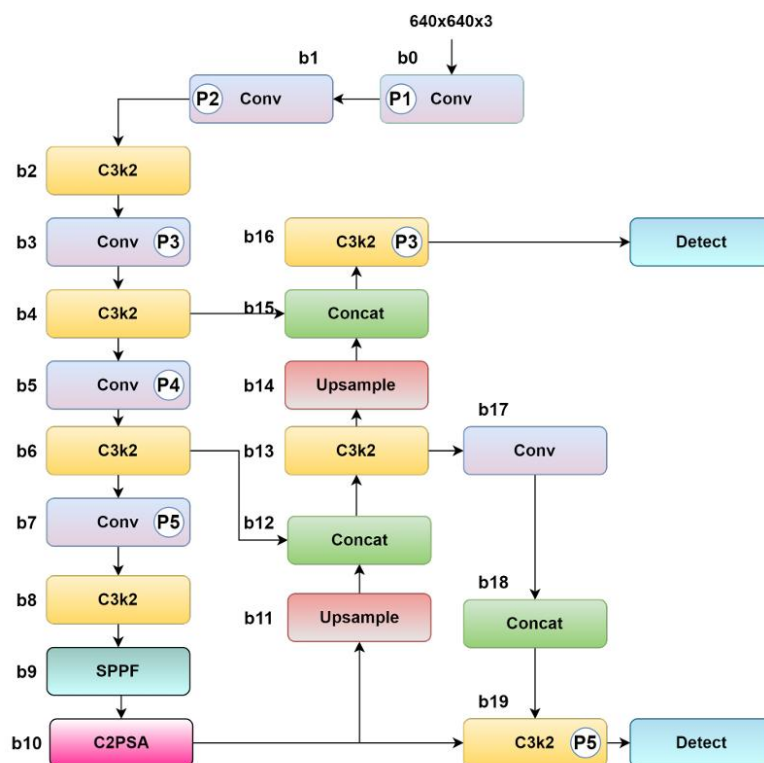 640x640x3
b1
b0
P2 Conv
P1 Conv
b2
C3k2
b3
Conv P3
b16
C3k2 P3
Detect
b4
C3k2
b15
Concat
b5
Conv P4
b14
Upsample
b17
Conv
b6
C3k2
b13
C3k2
b7
Conv P5
b12
Concat
b18
Concat
b8
C3k2
b11
Upsample
b9
SPPF
b19
C3k2 P5
Detect
b10
C2PSA